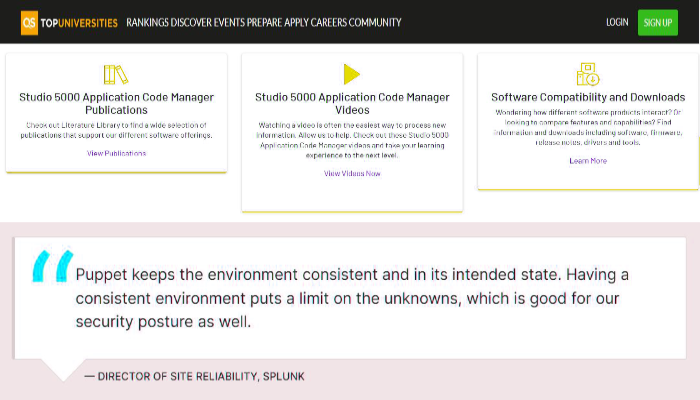 QS TOPUNIVERSITIES RANKINGS DISCOVER EVENTS PREPARE APPLY CAREERS COMMUNITY LOGIN SIGN UP
Studio 5000 Application Code Manager
Publications
Check out Literature Library to find a wide selection of
publications that support our different software offerings.
View Publications
Studio 5000 Application Code Manager
Videos
Watching a video is often the easiest way to process new
information. Allow us to help. Check out these Studio 5000
Application Code Manager videos and take your learning
experience to the next level.
View Videos Now
Software Compatibility and Downloads
Wondering how different software products interact? Or
looking to compare features and capabilities? Find
information and downloads including software, firmware,
release notes, drivers and tools.
Learn More
“Puppet keeps the environment consistent and in its intended state. Having a
consistent environment puts a limit on the unknowns, which is good for our
security posture as well.
— DIRECTOR OF SITE RELIABILITY, SPLUNK